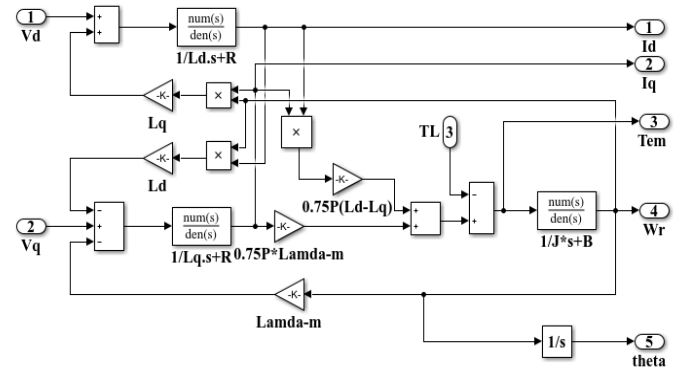 1
Vd
num(s)
den(s)
1/Ld.s+R
1
Id
2
Iq
-K-
Lq
×
×
TL 3
3
Tem
-K-
Ld
×
-K-
0.75P(Ld-Lq)
2
Vq
num(s)
den(s)
1/Lq.s+R
-K-
0.75P*Lamda-m
num(s)
den(s)
1/J*s+B
4
Wr
-K-
Lamda-m
1/s
5
theta